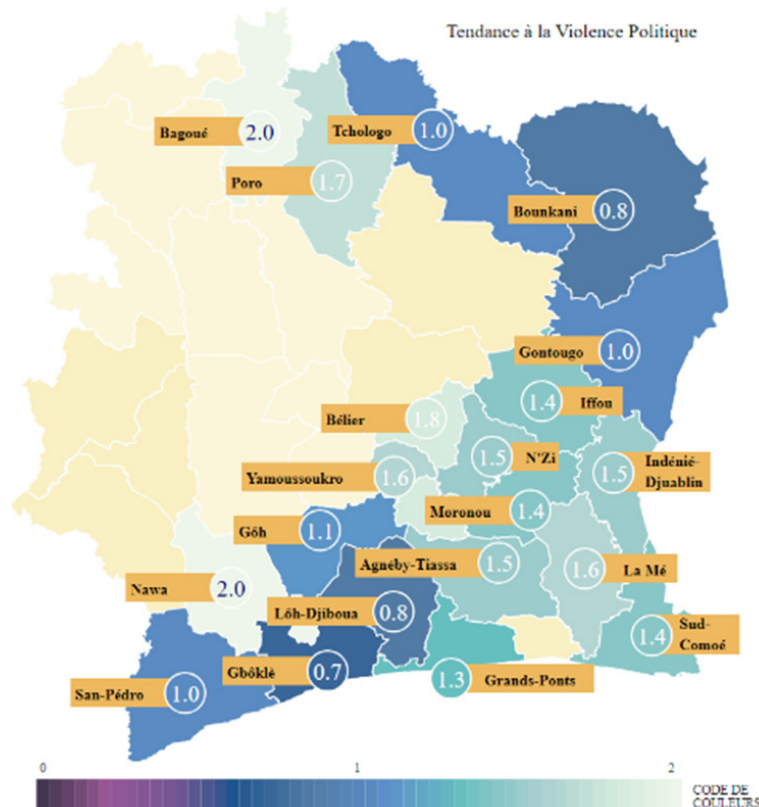 Tendance à la Violence Politique
Bagoué 2.0
Tchologo 1.0
Poro 1.7
Bounkani 0.8
Gontougo 1.0
1.4 Iffou
Bélier 1.8
1.5 N'Zi
1.5 Indénié-
Djuablin
Yamoussoukro 1.6
Moronou 1.4
Gôh 1.1
Agnéby-Tiassa 1.5
1.6 La Mé
Nawa 2.0
Lôh-Djiboua 0.8
1.4 Sud-
Comoé
Gbôklè 0.7
1.3 Grands-Ponts
San-Pédro 1.0
0 1 2
CODE DE
COULEURS